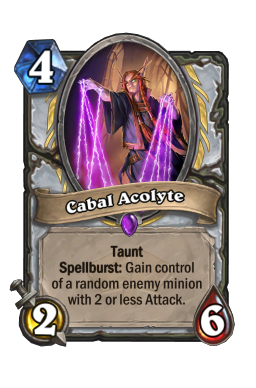 4
Cabal Acolyte
Taunt
Spellburst: Gain control
of a random enemy minion
with 2 or less Attack.
2
6